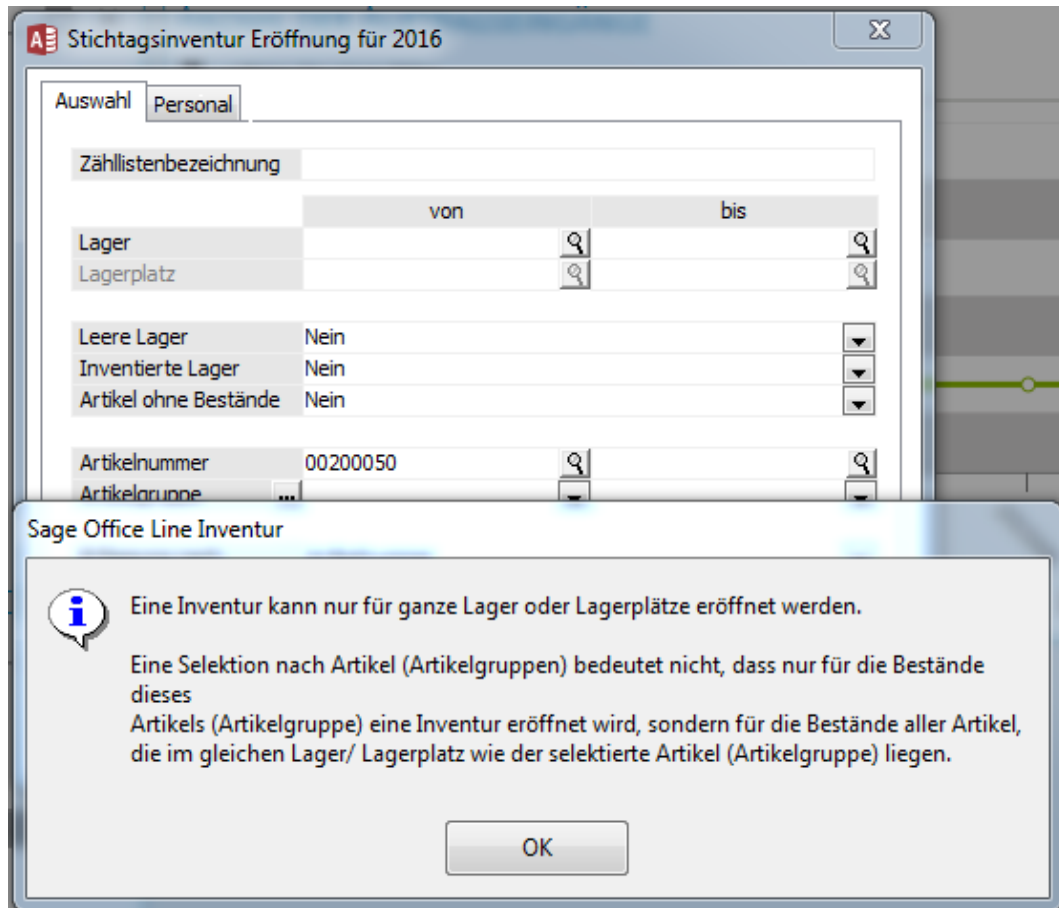 Stichtagsinventur Eröffnung für 2016
Auswahl
Personal
Zähllistenbezeichnung
von bis
Lager
Lagerplatz
Leere Lager Nein
Inventierte Lager Nein
Artikel ohne Bestände Nein
Artikelnummer 00200050
Artikelgruppe ...
Sage Office Line Inventur
Eine Inventur kann nur für ganze Lager oder Lagerplätze eröffnet werden.
Eine Selektion nach Artikel (Artikelgruppen) bedeutet nicht, dass nur für die Bestände
dieses
Artikels (Artikelgruppe) eine Inventur eröffnet wird, sondern für die Bestände aller Artikel,
die im gleichen Lager/ Lagerplatz wie der selektierte Artikel (Artikelgruppe) liegen.
OK